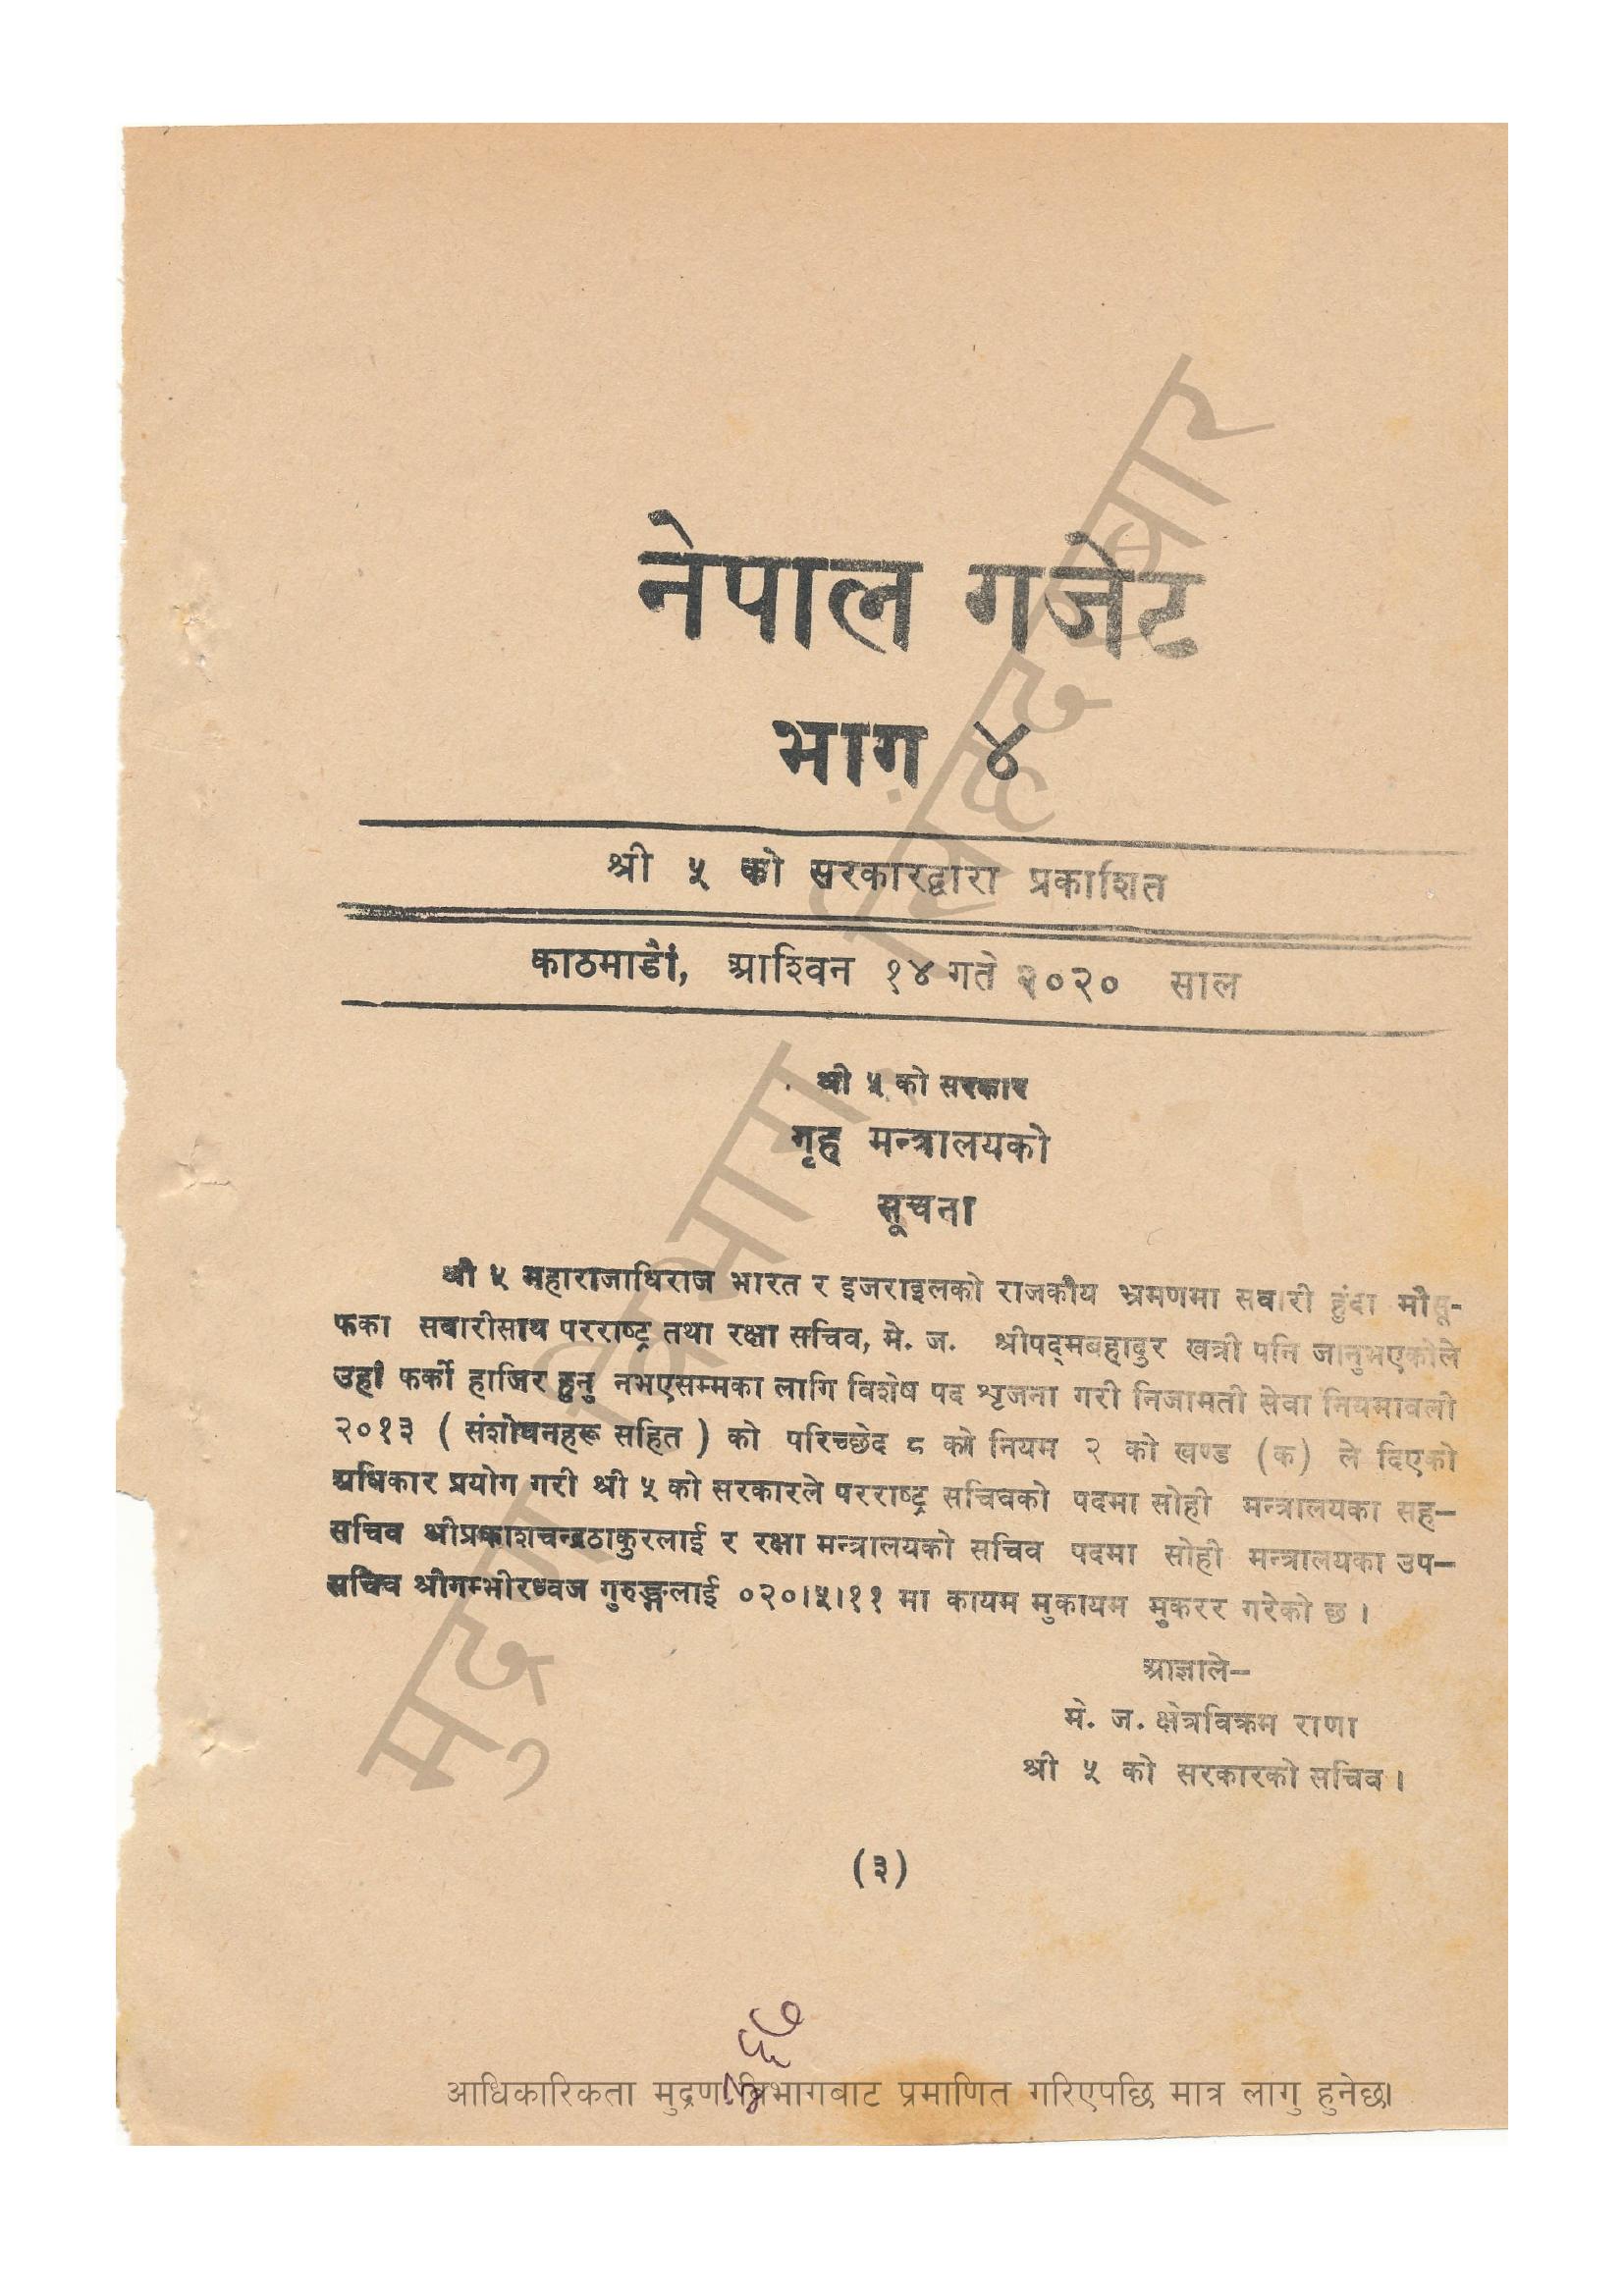 नेपाल गजेट
भाग ४
श्री ५ को सरकारद्वारा प्रकाशित
काठमाडौं, आश्विन १४ गते २०२० साल
श्री ५ को सरकार
गृह मन्त्रालयको
सूचना
श्री ५ महाराजाधिराज भारत र इजराइलको राजकीय भ्रमणमा सवारी हुंदा मौसू-
फका सवारीसाथ परराष्ट्र तथा रक्षा सचिव, मे. ज. श्रीपद्मबहादुर खत्री पनि जानुभएकोले
उहाँ फर्की हाजिर हुनु नभएसम्मका लागि विशेष पद शृजना गरी निजामती सेवा नियमावली
२०१३ ( संशोधनहरू सहित ) को परिच्छेद ८ को नियम २ को खण्ड (क) ले दिएको
अधिकार प्रयोग गरी श्री ५ को सरकारले परराष्ट्र सचिवको पदमा सोही मन्त्रालयका सह-
सचिव श्रीप्रकाशचन्द्रठाकुरलाई र रक्षा मन्त्रालयको सचिव पदमा सोही मन्त्रालयका उप-
सचिव श्रीगम्भीरध्वज गुरुङ्गलाई ०२०।५।११ मा कायम मुकायम मुकरर गरेको छ ।
आज्ञाले-
मे. ज. क्षेत्रविक्रम राणा
श्री ५ को सरकारको सचिव ।
(३)
आधिकारिकता मुद्रण विभागबाट प्रमाणित गरिएपछि मात्र लागु हुनेछ।
मुद्रण विभाग, सिंहदरबार